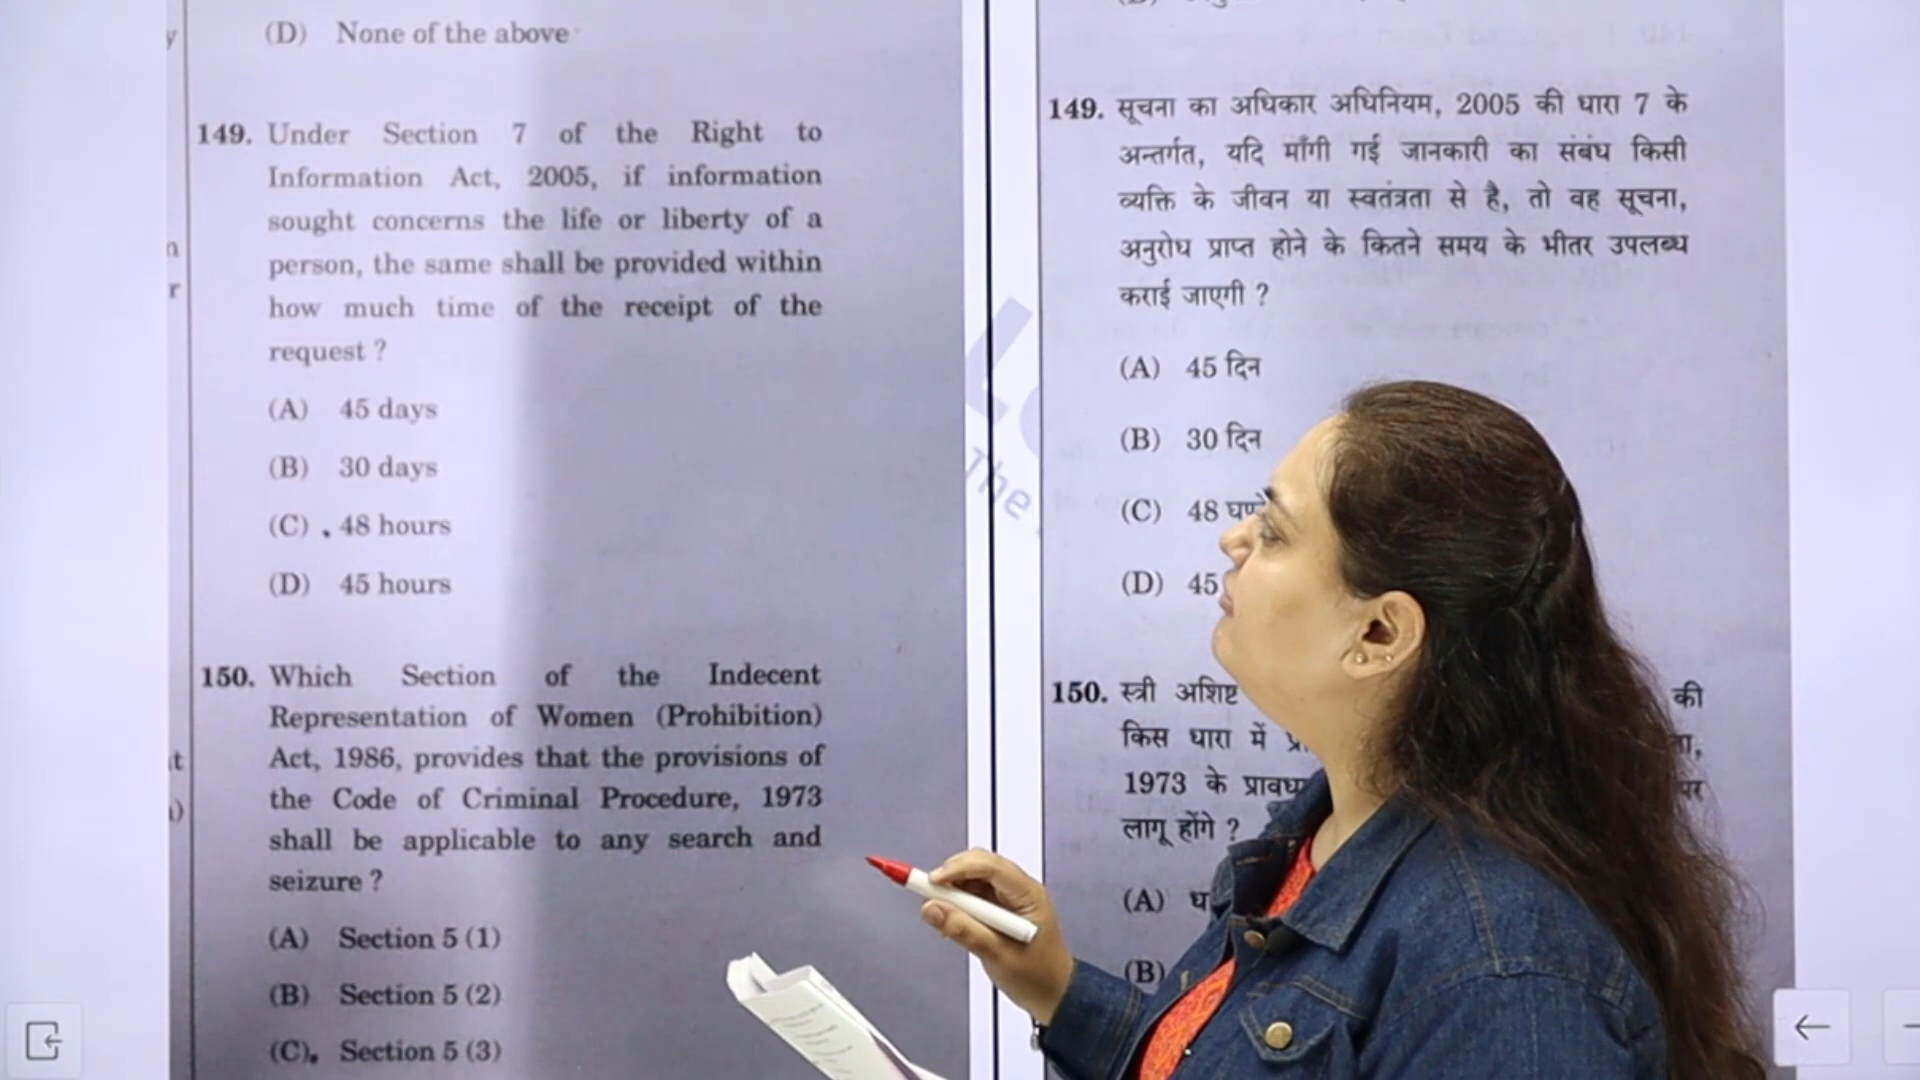 (D) None of the above
149. Under Section 7 of the Right to
Information Act, 2005, if information
sought concerns the life or liberty of a
person, the same shall be provided within
how much time of the receipt of the
request ?
(A) 45 days
(B) 30 days
(C) 48 hours
(D) 45 hours
150. Which Section of the Indecent
Representation of Women (Prohibition)
Act, 1986, provides that the provisions of
the Code of Criminal Procedure, 1973
shall be applicable to any search and
seizure ?
(A) Section 5 (1)
(B) Section 5 (2)
(C) Section 5 (3)
The
149. सूचना का अधिकार अधिनियम, 2005 की धारा 7 के
अन्तर्गत, यदि माँगी गई जानकारी का संबंध किसी
व्यक्ति के जीवन या स्वतंत्रता से है, तो वह सूचना,
अनुरोध प्राप्त होने के कितने समय के भीतर उपलब्ध
कराई जाएगी ?
(A) 45 दिन
(B) 30 दिन
(C) 48
(D) 45
150. स्त्री अशिष्ट की
किस धारा में
1973 के
लागू होंगे ?
(A)
(B)